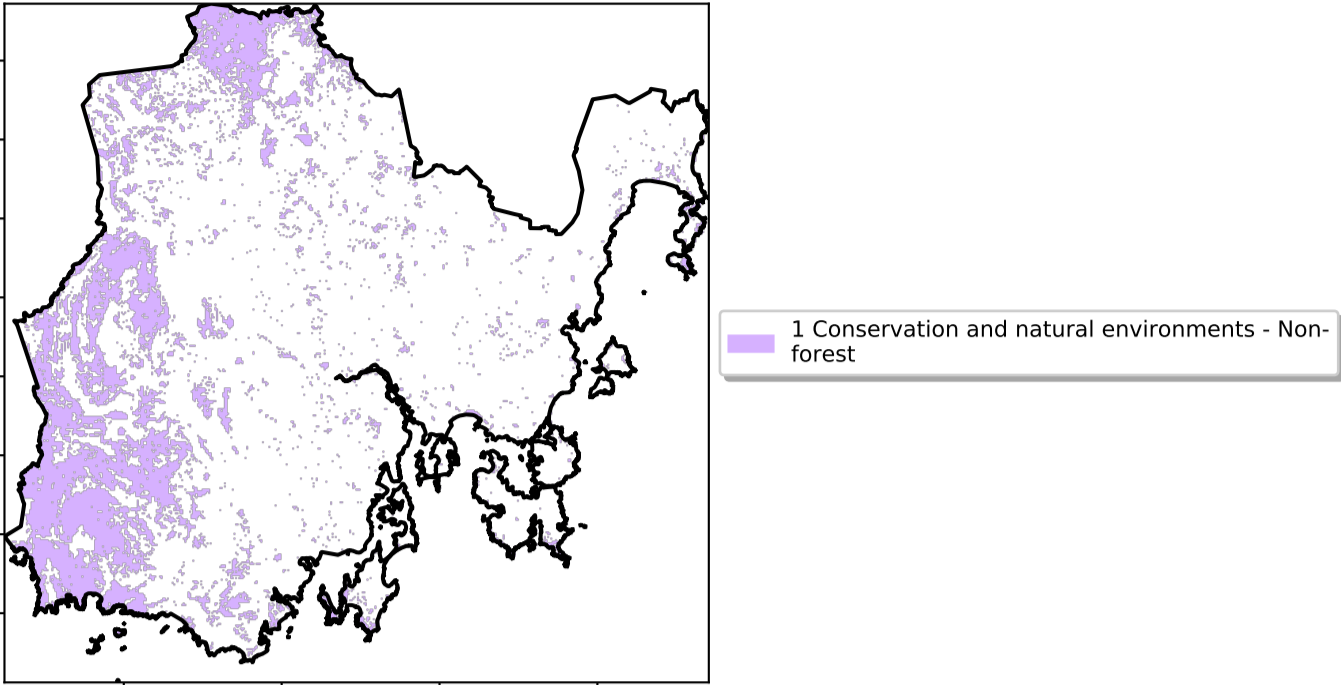 1 Conservation and natural environments - Non-
forest